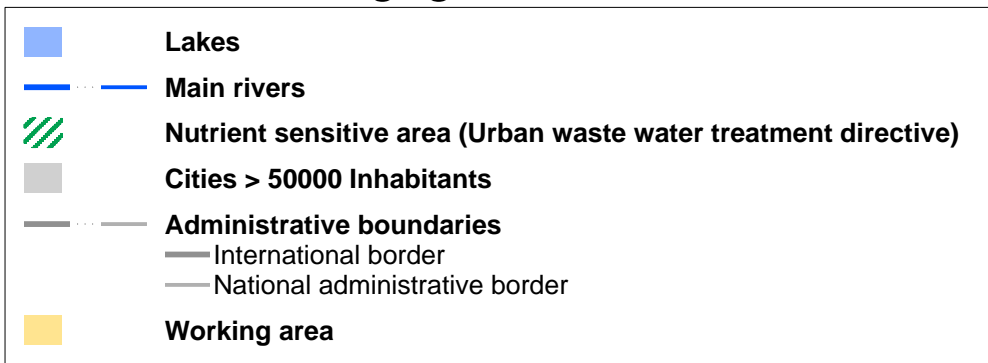 Lakes
Main rivers
Nutrient sensitive area (Urban waste water treatment directive)
Cities > 50000 Inhabitants
Administrative boundaries
International border
National administrative border
Working area